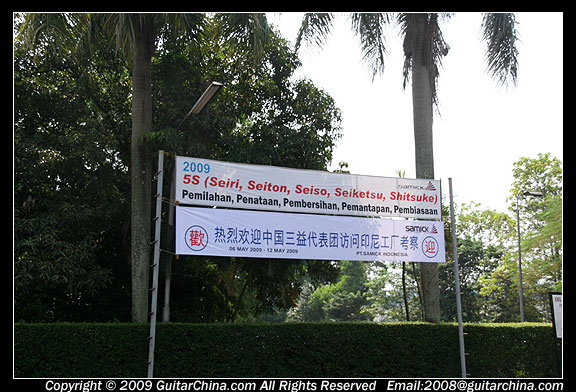 2009
samick
5S (Seiri, Seiton, Seiso, Seiketsu, Shitsuke)
Pemilahan, Penataan, Pembersihan, Pemantapan, Pembiasaan
samick
歡 热烈欢迎中国三益代表团访问印尼工厂考察 迎
06 MAY 2009 - 12 MAY 2009 PT.SAMICK INDONESIA
Copyright © 2009 GuitarChina.com All Rights Reserved Email:2008@guitarchina.com